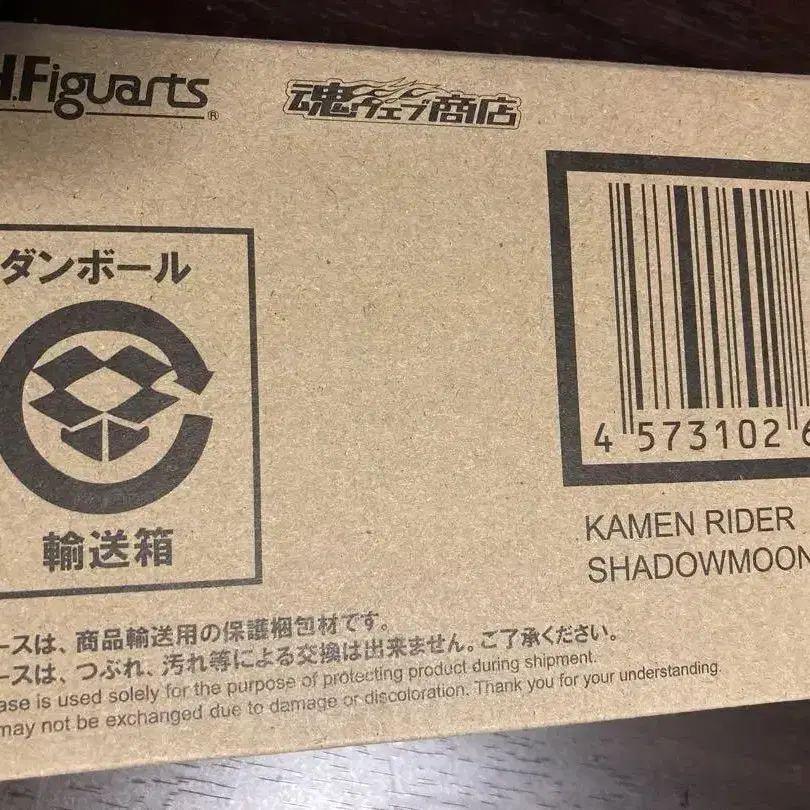 H.Figuarts®
魂ウェブ商店
ダンボール
輸送箱
4 573102 6
KAMEN RIDER
SHADOWMOON
ースは、商品輸送用の保護梱包材です。
ースは、つぶれ、汚れ等による交換は出来ません。ご了承ください。
ase is used solely for the purpose of protecting product during shipment.
may not be exchanged due to damage or discoloration. Thank you for your understanding.